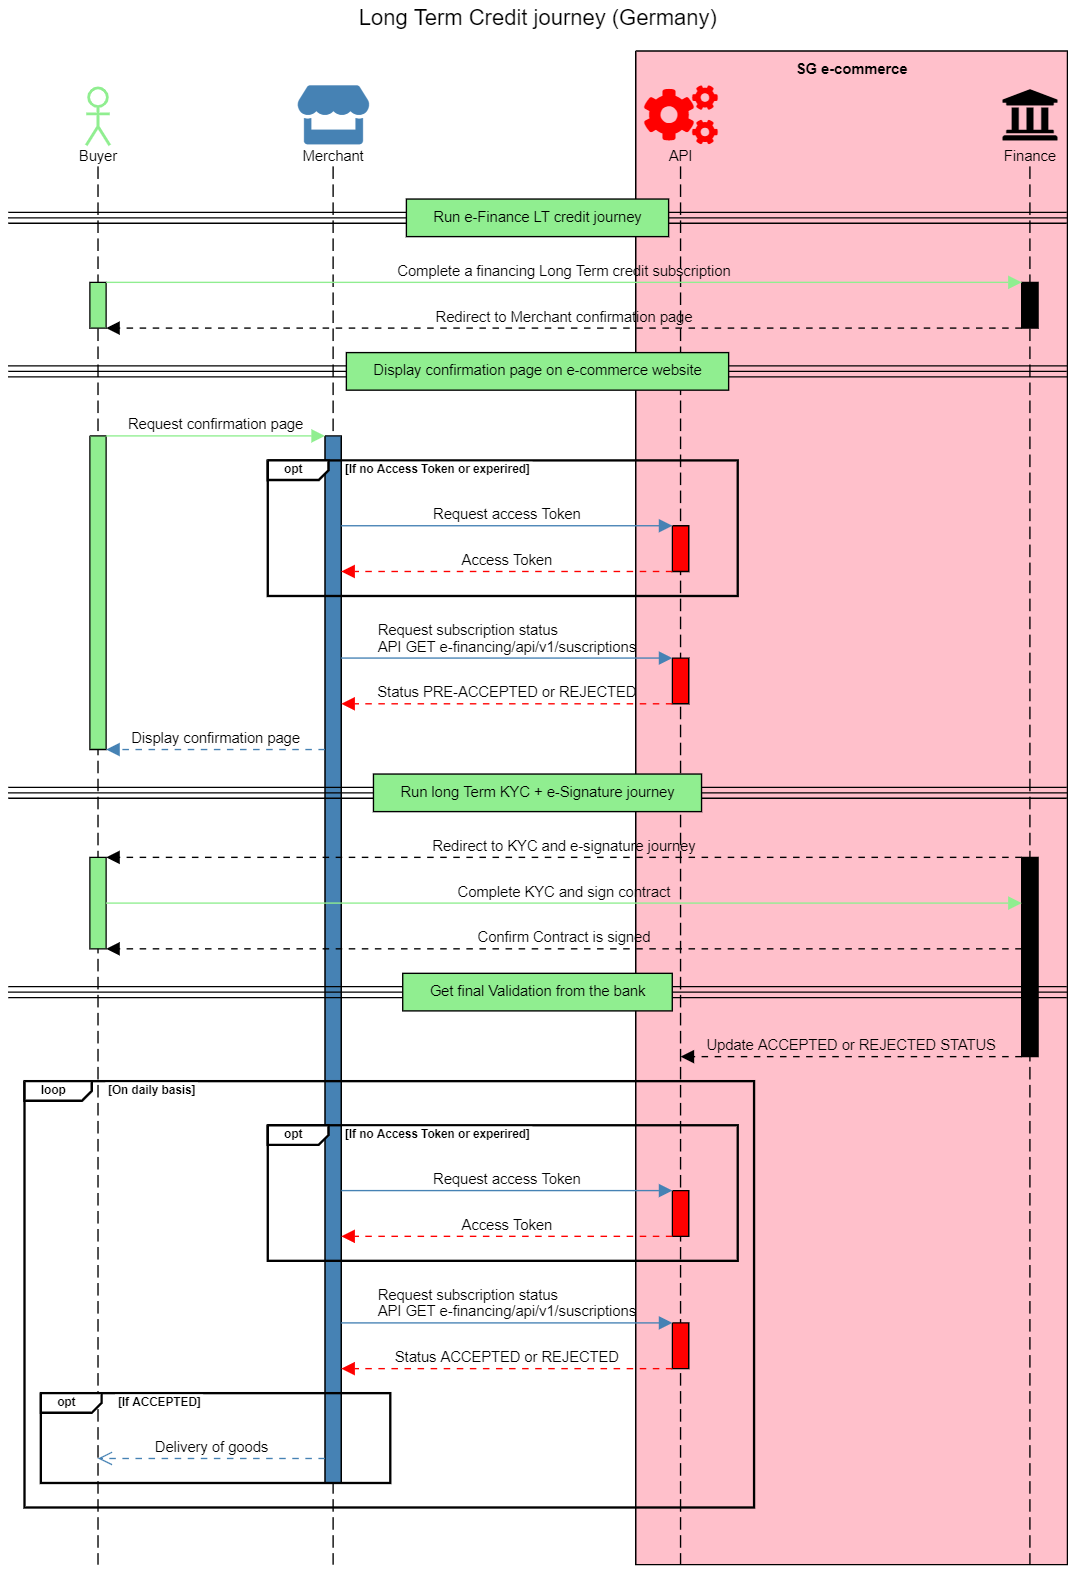 Long Term Credit journey (Germany)
SG e-commerce
Buyer
Merchant
API
Finance
Run e-Finance LT credit journey
Complete a financing Long Term credit subscription
Redirect to Merchant confirmation page
Display confirmation page on e-commerce website
Request confirmation page
opt
[If no Access Token or experired]
Request access Token
Access Token
Request subscription status
API GET e-financing/api/v1/suscriptions
Status PRE-ACCEPTED or REJECTED
Display confirmation page
Run long Term KYC + e-Signature journey
Redirect to KYC and e-signature journey
Complete KYC and sign contract
Confirm Contract is signed
Get final Validation from the bank
Update ACCEPTED or REJECTED STATUS
loop
[On daily basis]
opt
[If no Access Token or experired]
Request access Token
Access Token
Request subscription status
API GET e-financing/api/v1/suscriptions
Status ACCEPTED or REJECTED
opt
[If ACCEPTED]
Delivery of goods